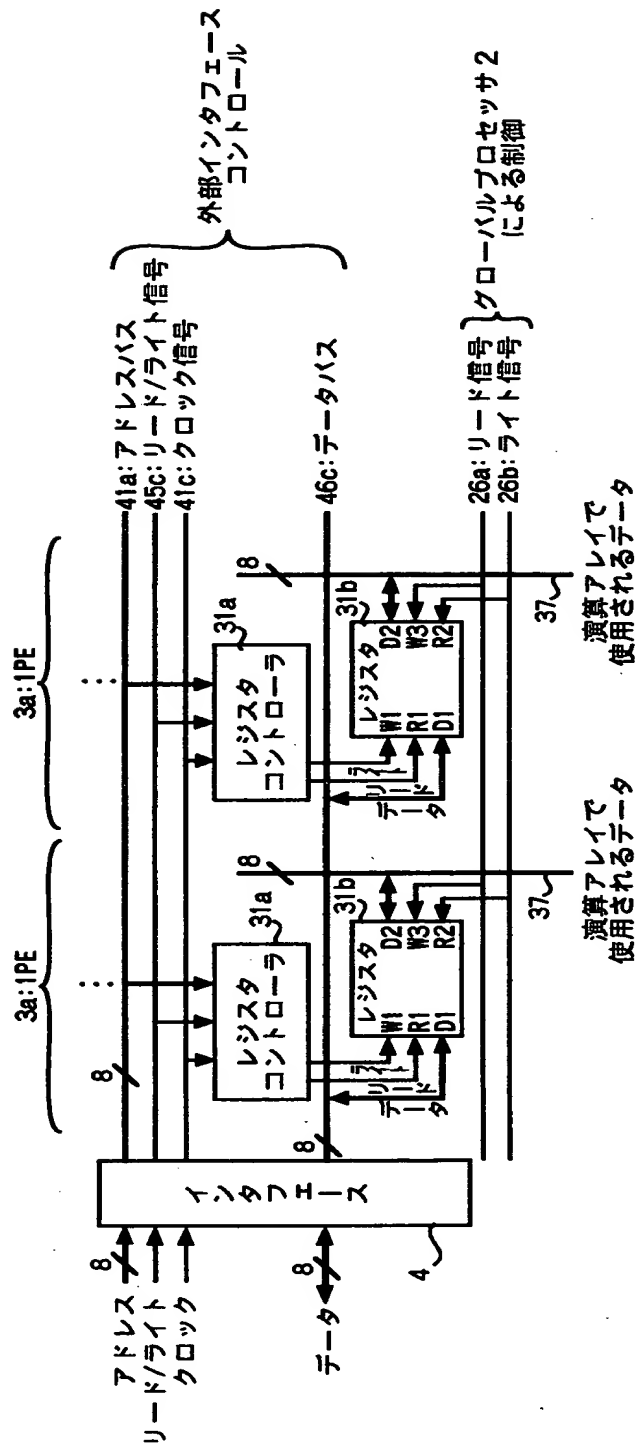 3a:1PE
3a:1PE
アドレス
リード/ライト
クロック
8
8
41a:アドレスバス
45c:リード/ライト信号
41c:クロック信号
外部インタフェース
コントロール
レジスタ
コントローラ
31a
レジスタ
コントローラ
31a
インタフェース
8
8
8
データ
8
46c:データバス
4
ライト
リード
データ
レジスタ
31b
W1
R1
D1
D2
W3
R2
ライト
リード
データ
レジスタ
31b
W1
R1
D1
D2
W3
R2
26a:リード信号
26b:ライト信号
グローバルプロセッサ2
による制御
37
演算アレイで
使用されるデータ
37
演算アレイで
使用されるデータ